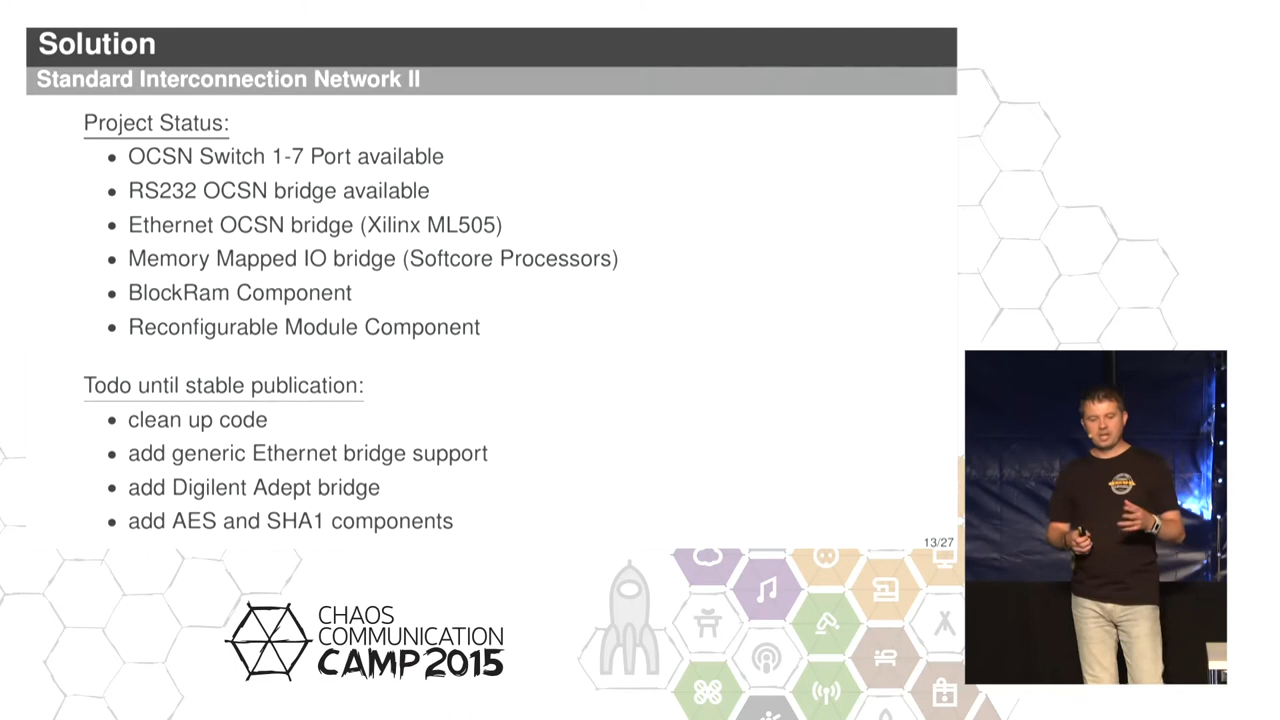 Solution
Standard Interconnection Network II
Project Status:
• OCSN Switch 1-7 Port available
• RS232 OCSN bridge available
• Ethernet OCSN bridge (Xilinx ML505)
• Memory Mapped IO bridge (Softcore Processors)
• BlockRam Component
• Reconfigurable Module Component
Todo until stable publication:
• clean up code
• add generic Ethernet bridge support
• add Digilent Adept bridge
• add AES and SHA1 components
13/27
CHAOS
COMMUNICATION
CAMP 2015